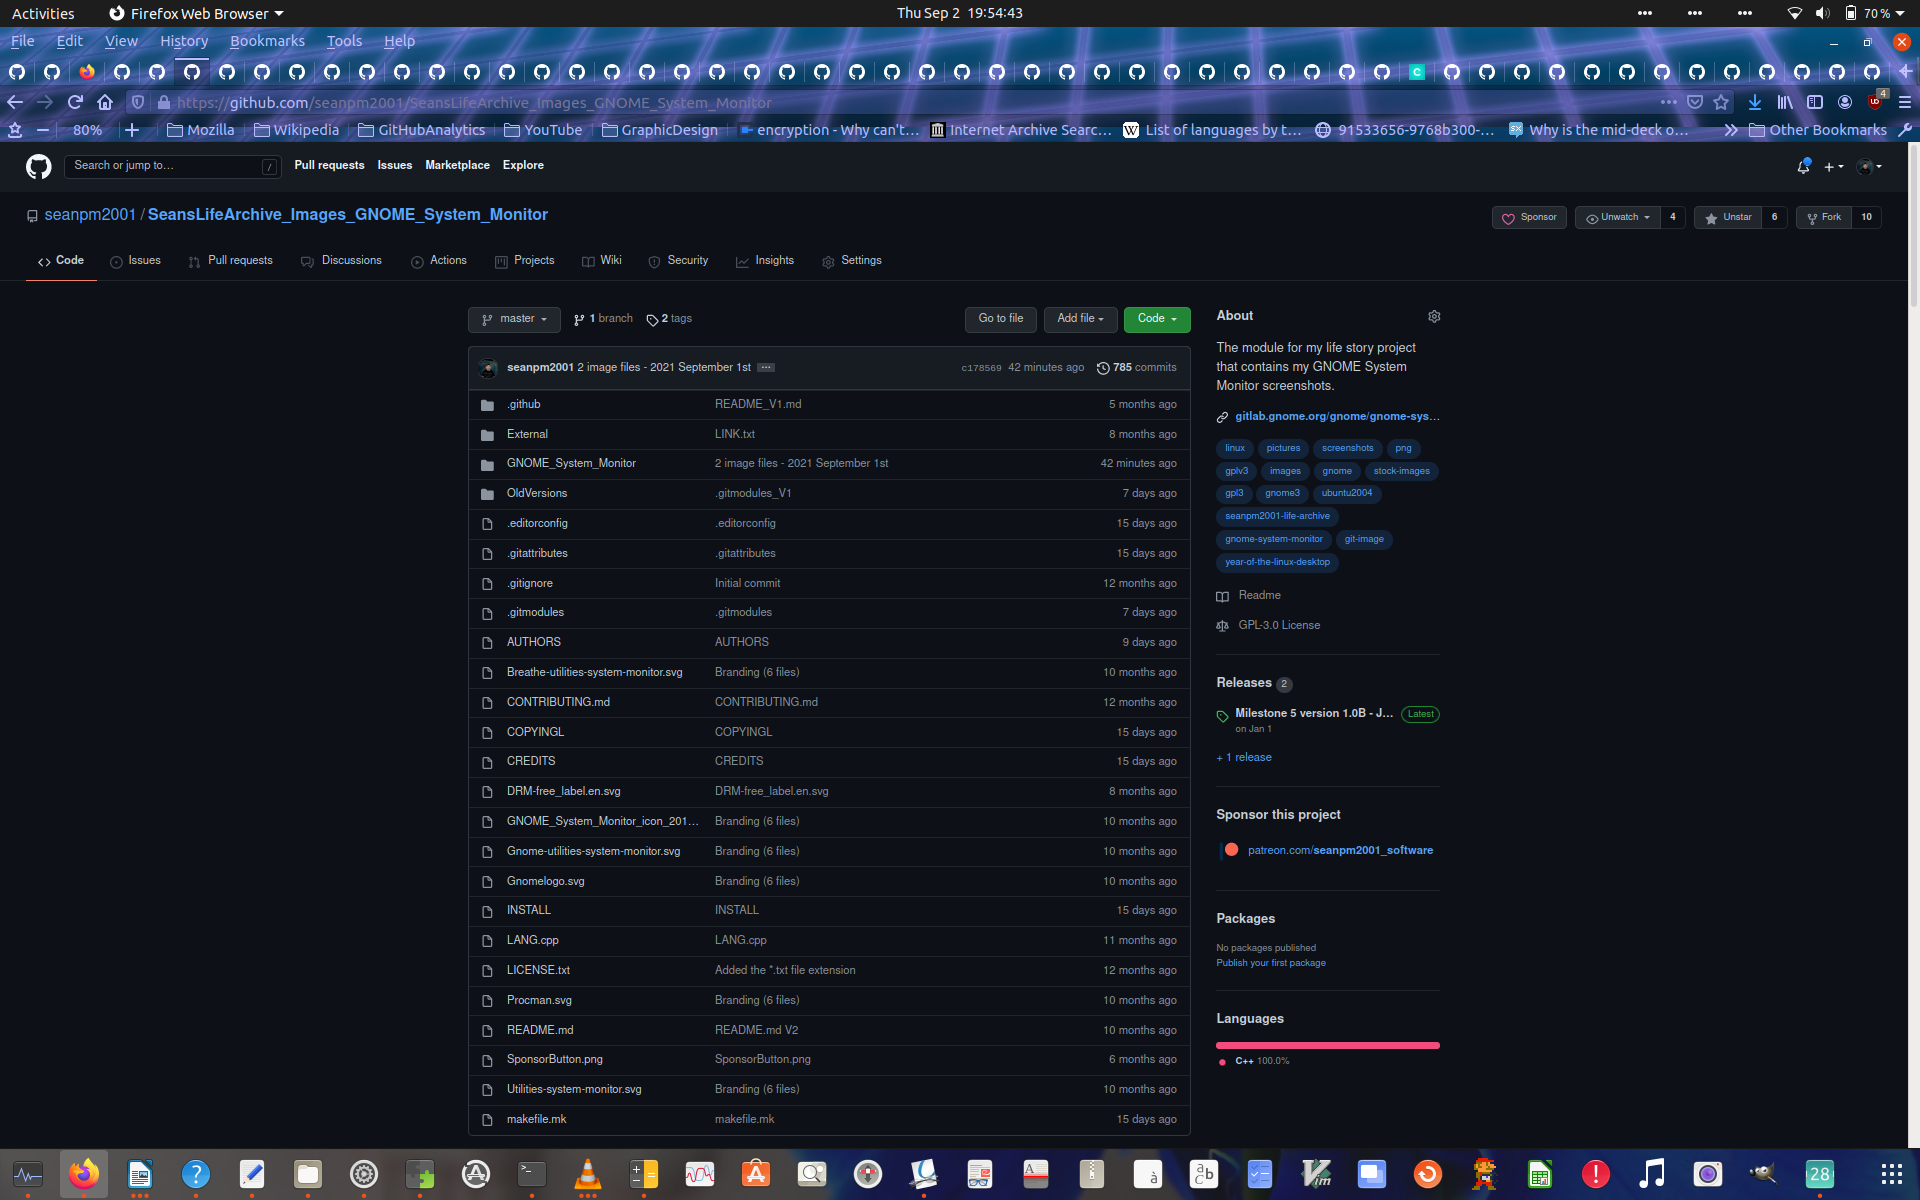 Activities Firefox Web Browser Thu Sep 2 19:54:43 70 %
File Edit View History Bookmarks Tools Help
https://github.com/seanpm2001/SeansLifeArchive_Images_GNOME_System_Monitor 4
80% Mozilla Wikipedia GitHubAnalytics YouTube GraphicDesign encryption - Why can't... Internet Archive Searc... List of languages by t... 91533656-9768b300-... Why is the mid-deck o... Other Bookmarks
Search or jump to... / Pull requests Issues Marketplace Explore
seanpm2001 / SeansLifeArchive_Images_GNOME_System_Monitor Sponsor Unwatch 4 Unstar 6 Fork 10
Code Issues Pull requests Discussions Actions Projects Wiki Security Insights Settings
master 1 branch 2 tags Go to file Add file Code
seanpm2001 2 image files - 2021 September 1st c178569 42 minutes ago 785 commits
.github README_V1.md 5 months ago
External LINK.txt 8 months ago
GNOME_System_Monitor 2 image files - 2021 September 1st 42 minutes ago
OldVersions .gitmodules_V1 7 days ago
.editorconfig .editorconfig 15 days ago
.gitattributes .gitattributes 15 days ago
.gitignore Initial commit 12 months ago
.gitmodules .gitmodules 7 days ago
AUTHORS AUTHORS 9 days ago
Breathe-utilities-system-monitor.svg Branding (6 files) 10 months ago
CONTRIBUTING.md CONTRIBUTING.md 12 months ago
COPYINGL COPYINGL 15 days ago
CREDITS CREDITS 15 days ago
DRM-free_label.en.svg DRM-free_label.en.svg 8 months ago
GNOME_System_Monitor_icon_201... Branding (6 files) 10 months ago
Gnome-utilities-system-monitor.svg Branding (6 files) 10 months ago
Gnomelogo.svg Branding (6 files) 10 months ago
INSTALL INSTALL 15 days ago
LANG.cpp LANG.cpp 11 months ago
LICENSE.txt Added the *.txt file extension 12 months ago
Procman.svg Branding (6 files) 10 months ago
README.md README.md V2 10 months ago
SponsorButton.png SponsorButton.png 6 months ago
Utilities-system-monitor.svg Branding (6 files) 10 months ago
makefile.mk makefile.mk 15 days ago
About
The module for my life story project
that contains my GNOME System
Monitor screenshots.
gitlab.gnome.org/gnome/gnome-sys...
linux pictures screenshots png
gplv3 images gnome stock-images
gpl3 gnome3 ubuntu2004
seanpm2001-life-archive
gnome-system-monitor git-image
year-of-the-linux-desktop
Readme
GPL-3.0 License
Releases 2
Milestone 5 version 1.0B - J... Latest
on Jan 1
+ 1 release
Sponsor this project
patreon.com/seanpm2001_software
Packages
No packages published
Publish your first package
Languages
C++ 100.0%
28